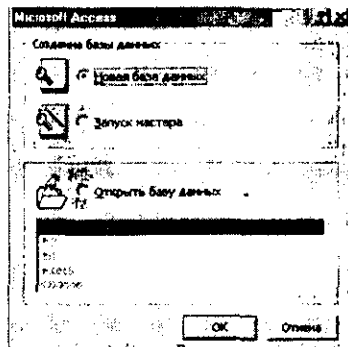 Microsoft Access
Создание базы данных
Новая база данных
Запуск мастера
Открыть базу данных
OK
Отмена